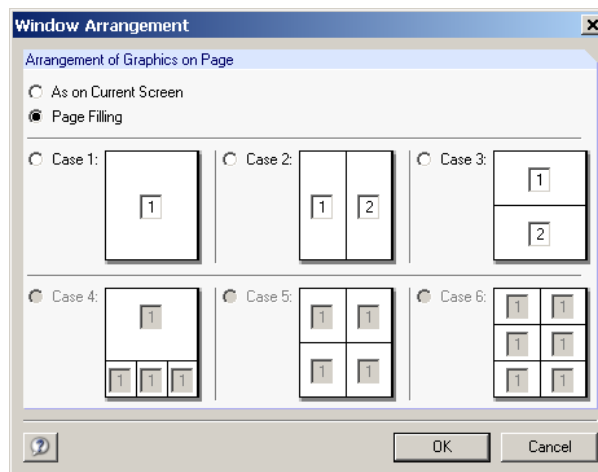 Window Arrangement
Arrangement of Graphics on Page
As on Current Screen
Page Filling
Case 1:
1
Case 2:
1 2
Case 3:
1
2
Case 4:
1
1 1 1
Case 5:
1 1
1 1
Case 6:
1 1
1 1
1 1
OK Cancel